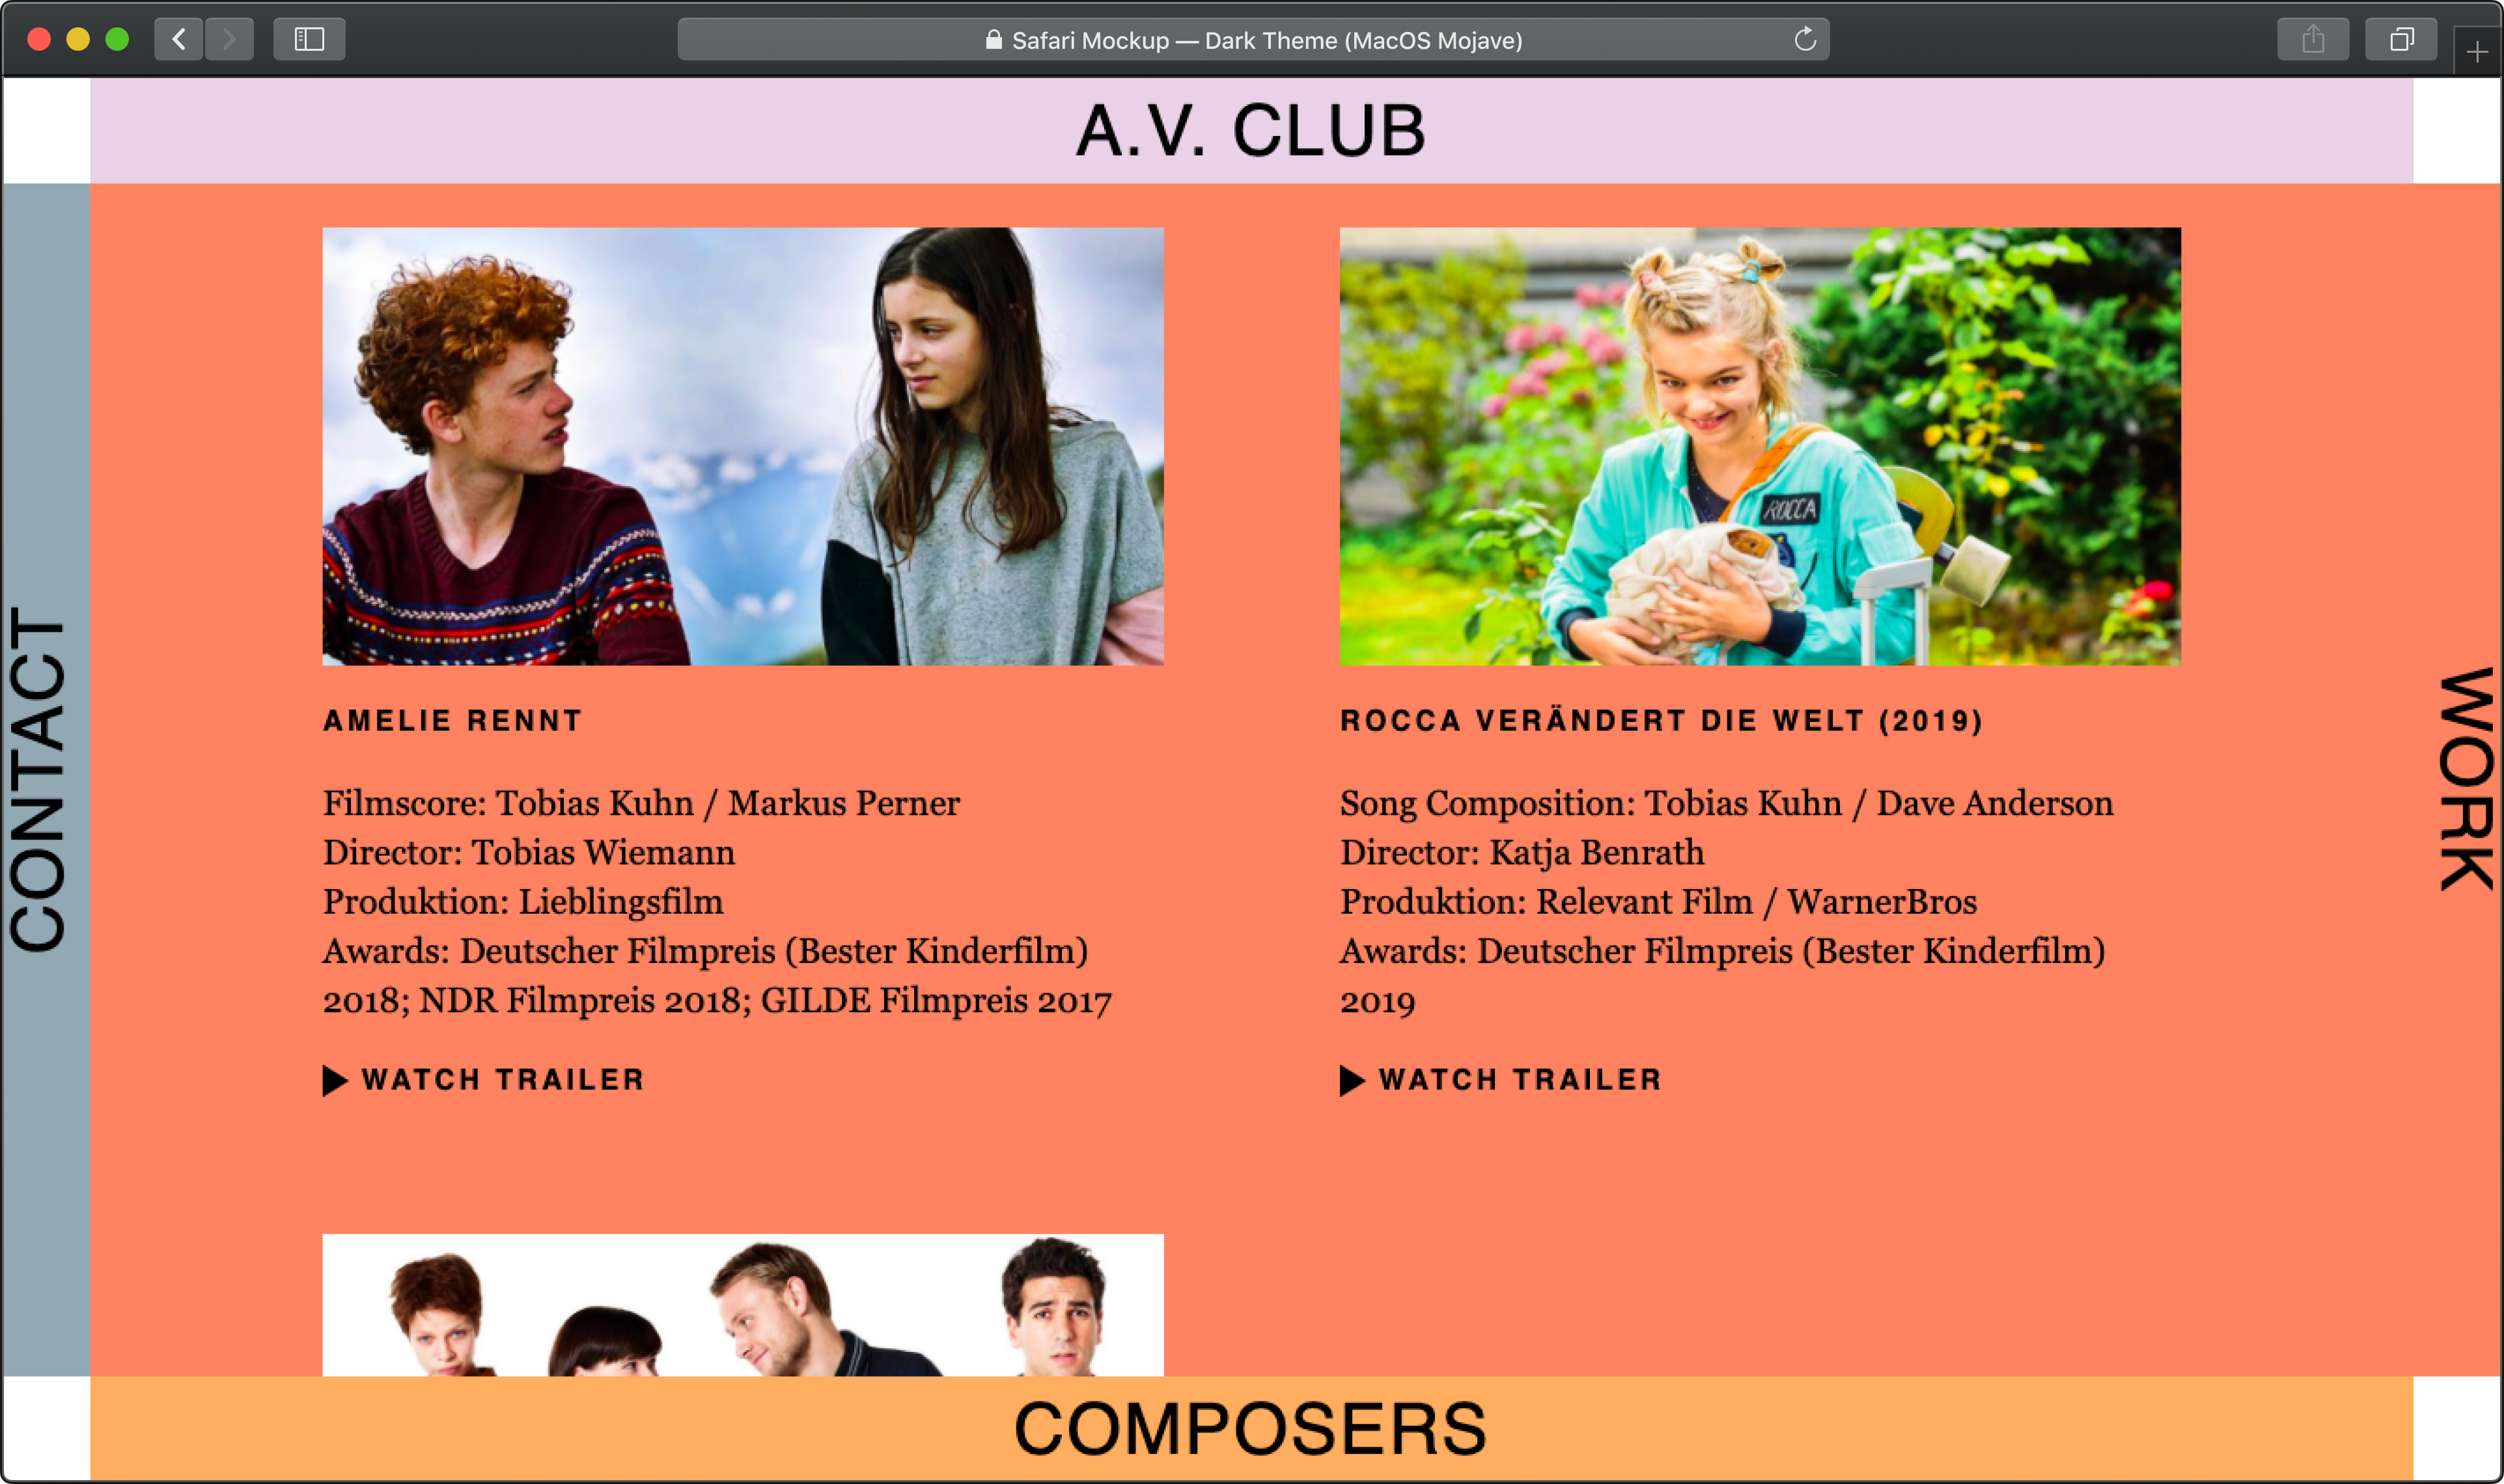 Safari Mockup — Dark Theme (MacOS Mojave)
A.V. CLUB
CONTACT
ROCCA
AMELIE RENNT
Filmscore: Tobias Kuhn / Markus Perner
Director: Tobias Wiemann
Produktion: Lieblingsfilm
Awards: Deutscher Filmpreis (Bester Kinderfilm)
2018; NDR Filmpreis 2018; GILDE Filmpreis 2017
WATCH TRAILER
ROCCA VERÄNDERT DIE WELT (2019)
Song Composition: Tobias Kuhn / Dave Anderson
Director: Katja Benrath
Produktion: Relevant Film / WarnerBros
Awards: Deutscher Filmpreis (Bester Kinderfilm)
2019
WATCH TRAILER
WORK
COMPOSERS